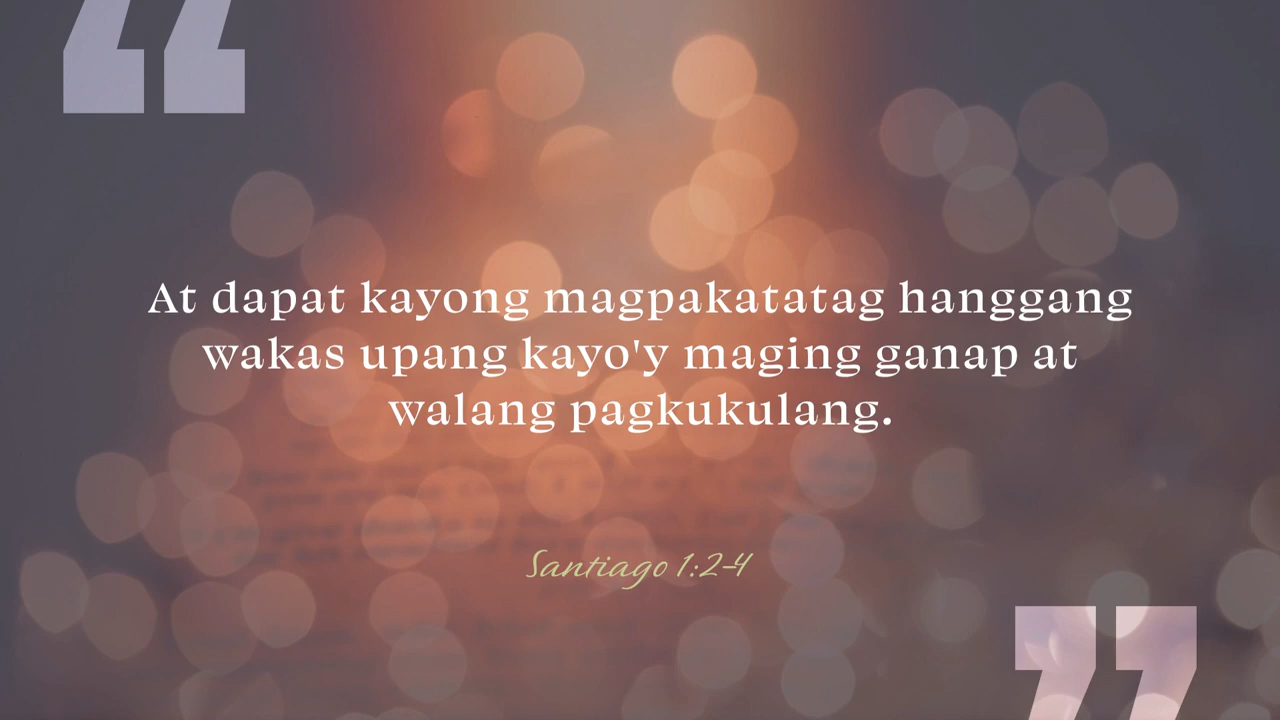 At dapat kayong magpakatatag hanggang
wakas upang kayo'y maging ganap at
walang pagkukulang.
Santiago 1:2-4